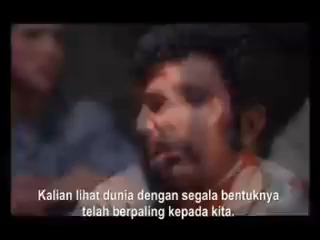 Kalian lihat dunia dengan segala bentuknya
telah berpaling kepada kita.